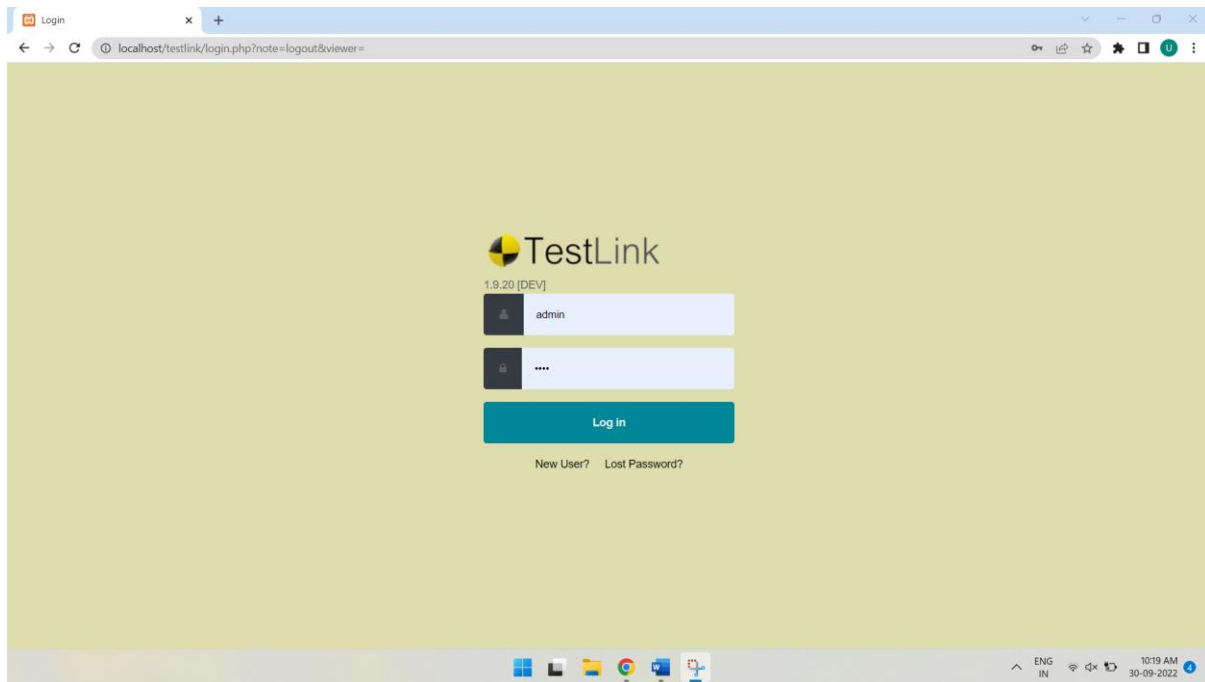 Login
localhost/testlink/login.php?note=logout&viewer=
U
TestLink
1.9.20 [DEV]
admin
••••
Log in
New User? Lost Password?
ENG
IN
10:19 AM
30-09-2022
4